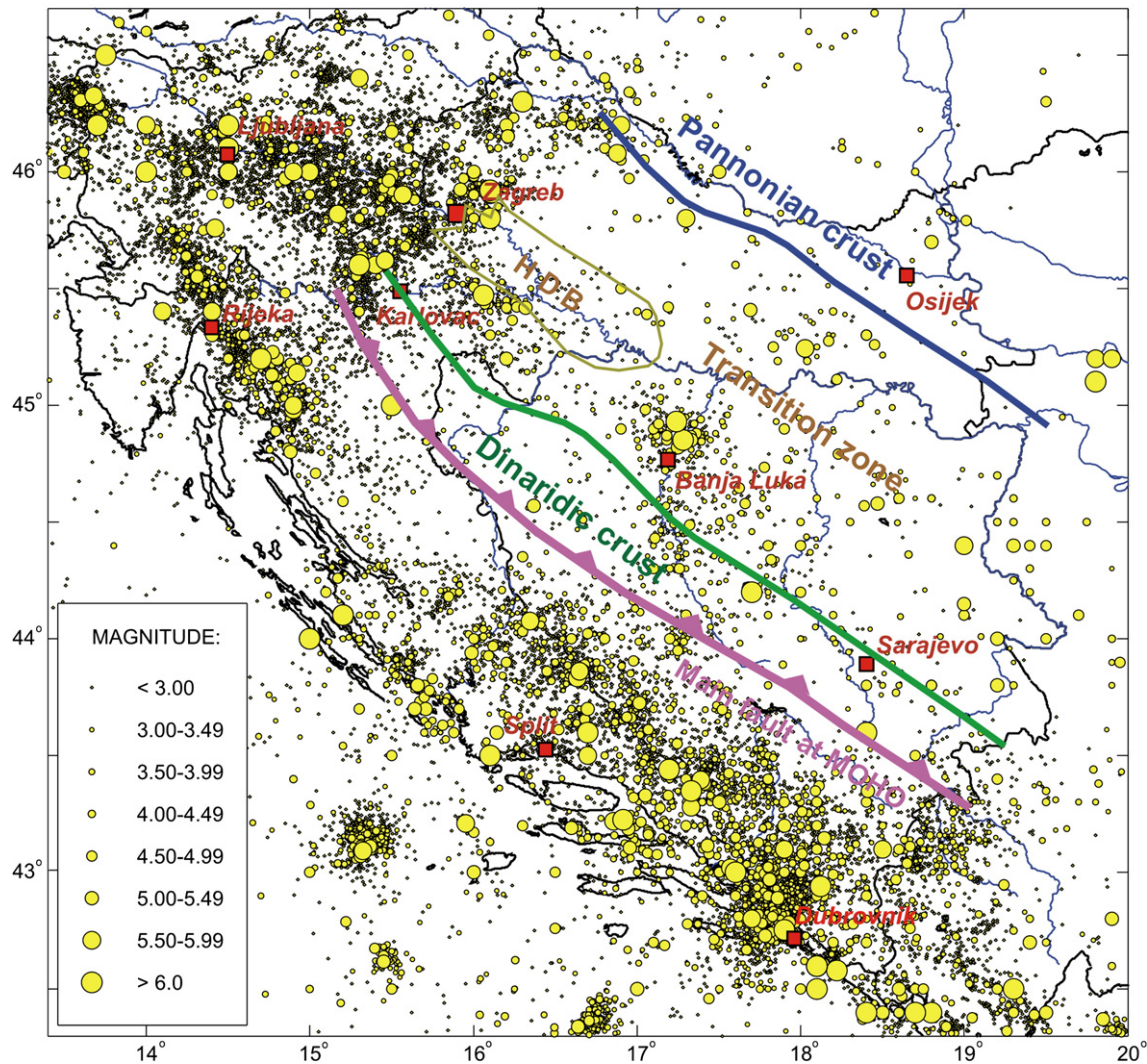 Ljubljana
46°
Zagreb
Pannonian crust
H D B
Osijek
Rijeka
Karlovac
Transition zone
45°
Dinaridic crust
Banja Luka
44°
Sarajevo
Main fault at MOHO
Split
43°
Dubrovnik
MAGNITUDE:
< 3.00
3.00-3.49
3.50-3.99
4.00-4.49
4.50-4.99
5.00-5.49
5.50-5.99
> 6.0
14° 15° 16° 17° 18° 19° 20°